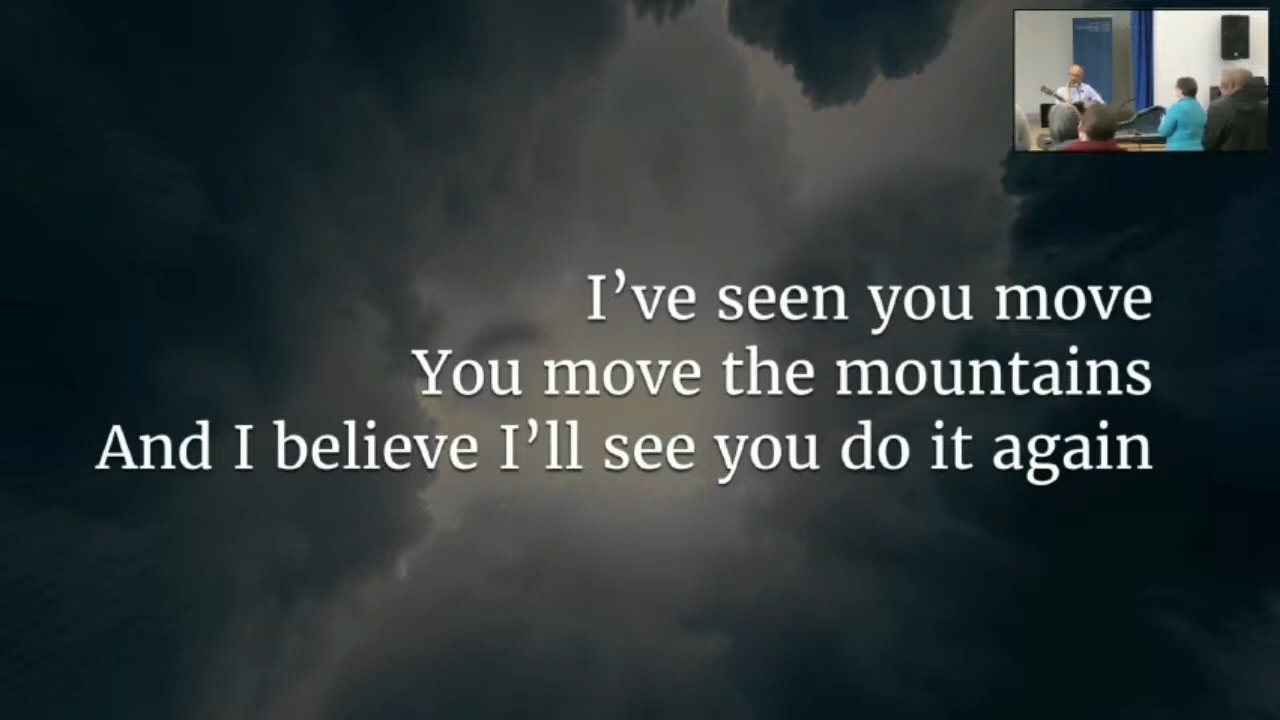 I’ve seen you move
You move the mountains
And I believe I’ll see you do it again